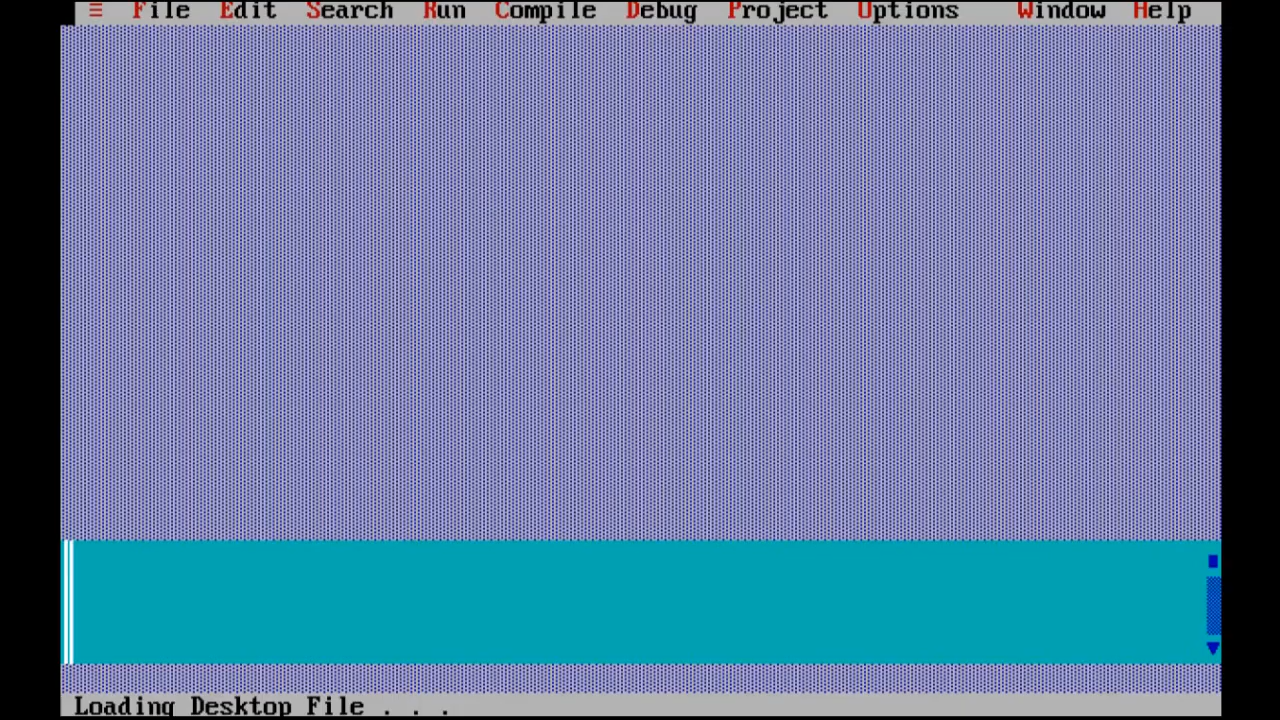 ≡ File Edit Search Run Compile Debug Project Options Window Help
Loading Desktop File . . .